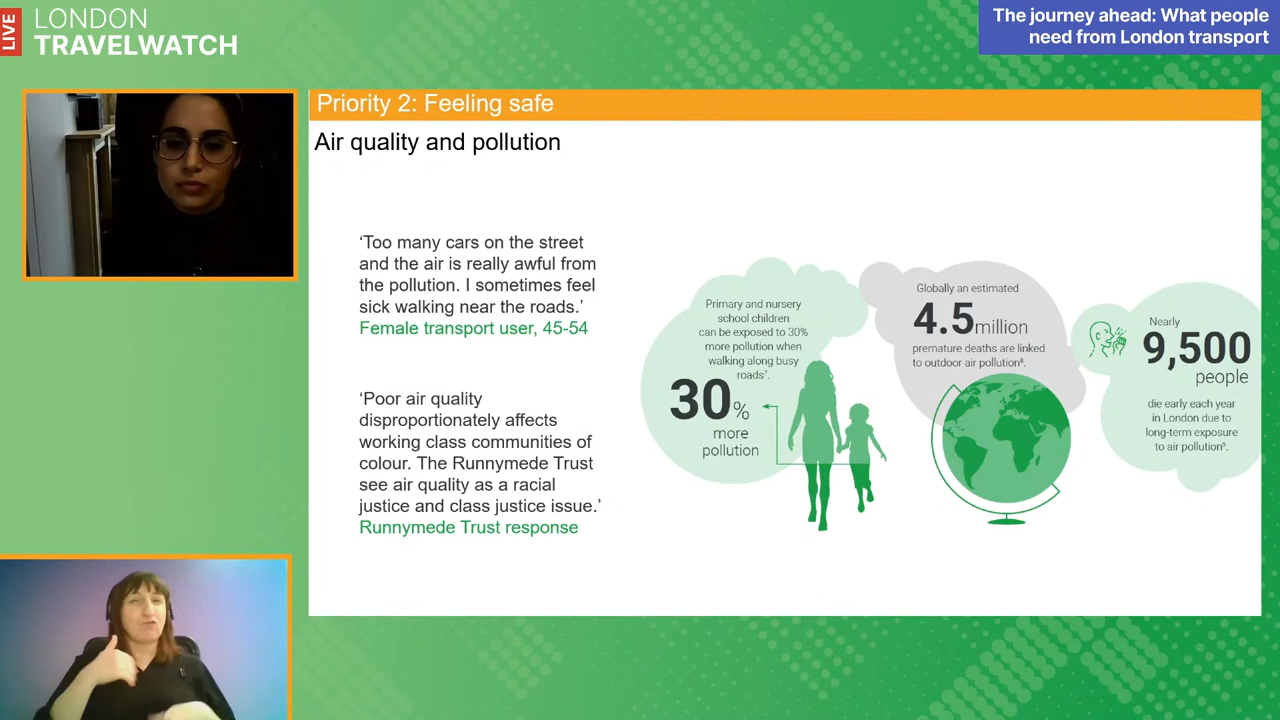 LIVE
LONDON
TRAVELWATCH
The journey ahead: What people
need from London transport
Priority 2: Feeling safe
Air quality and pollution
‘Too many cars on the street
and the air is really awful from
the pollution. I sometimes feel
sick walking near the roads.’
Female transport user, 45-54
‘Poor air quality
disproportionately affects
working class communities of
colour. The Runnymede Trust
see air quality as a racial
justice and class justice issue.’
Runnymede Trust response
Primary and nursery
school children
can be exposed to 30%
more pollution when
walking along busy
roads⁷.
30%
more
pollution
Globally an estimated
4.5 million
premature deaths are linked
to outdoor air pollution⁸.
Nearly
9,500
people
die early each year
in London due to
long-term exposure
to air pollution⁹.